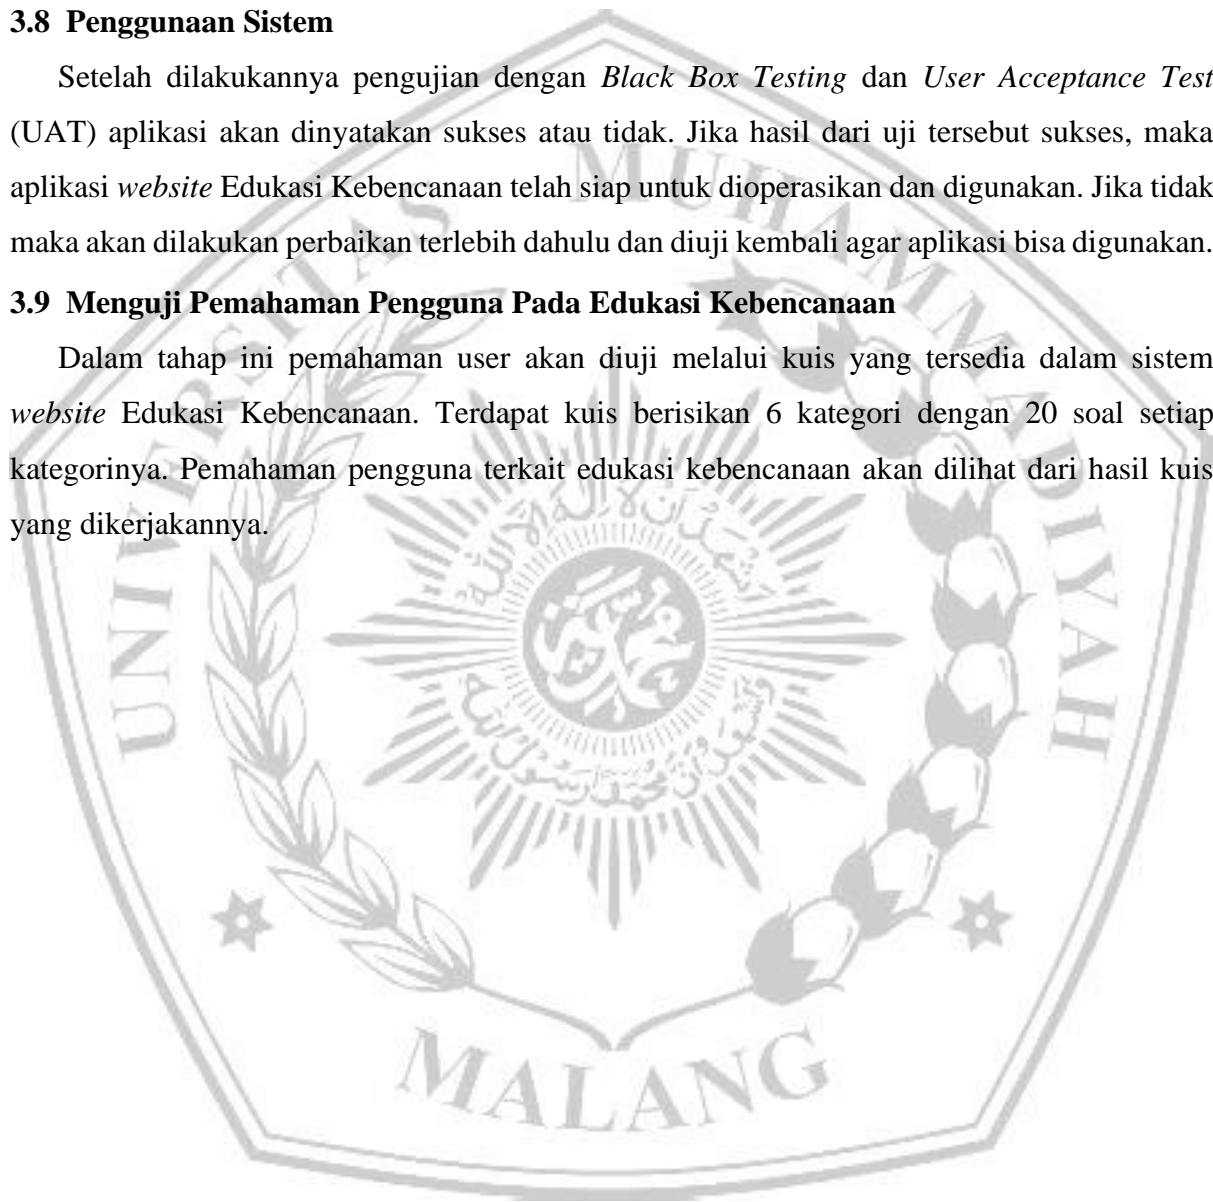 3.8 Penggunaan Sistem
Setelah dilakukannya pengujian dengan Black Box Testing dan User Acceptance Test
(UAT) aplikasi akan dinyatakan sukses atau tidak. Jika hasil dari uji tersebut sukses, maka
aplikasi website Edukasi Kebencanaan telah siap untuk dioperasikan dan digunakan. Jika tidak
maka akan dilakukan perbaikan terlebih dahulu dan diuji kembali agar aplikasi bisa digunakan.
3.9 Menguji Pemahaman Pengguna Pada Edukasi Kebencanaan
Dalam tahap ini pemahaman user akan diuji melalui kuis yang tersedia dalam sistem
website Edukasi Kebencanaan. Terdapat kuis berisikan 6 kategori dengan 20 soal setiap
kategorinya. Pemahaman pengguna terkait edukasi kebencanaan akan dilihat dari hasil kuis
yang dikerjakannya.
UNIVERSITAS MUHAMMADIYAH
MALANG